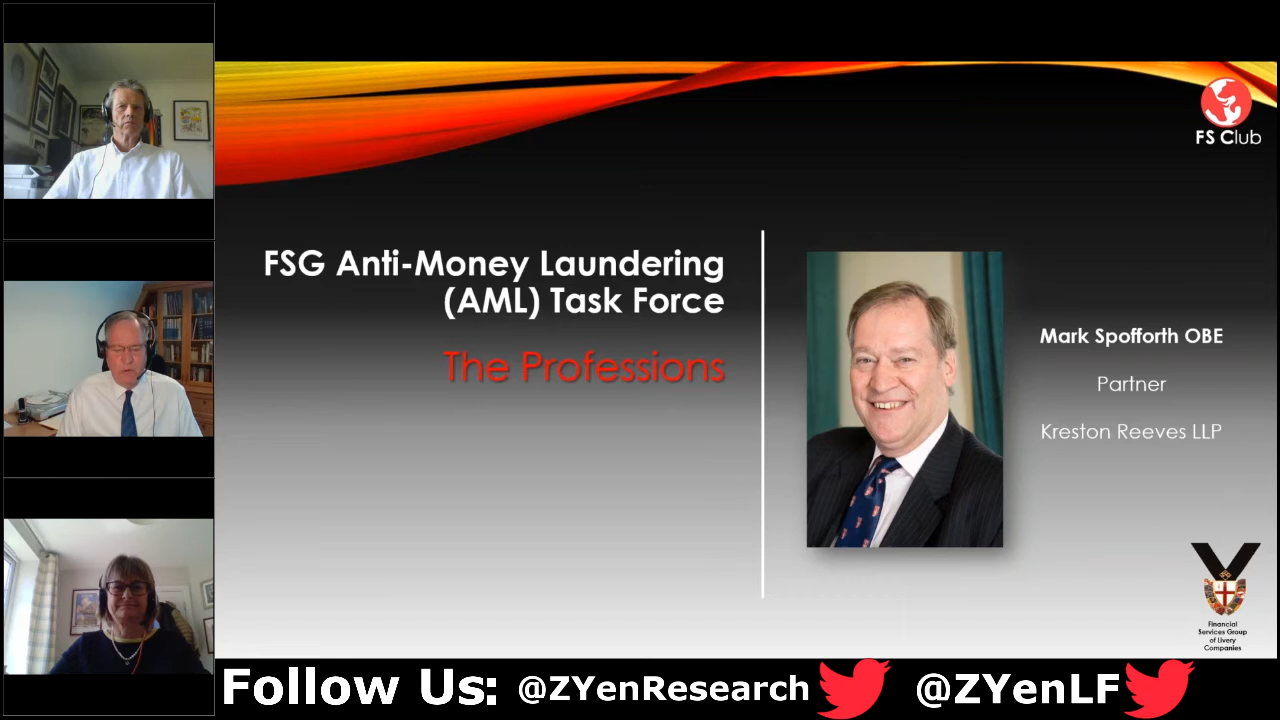 FS Club
FSG Anti-Money Laundering
(AML) Task Force
The Professions
Mark Spofforth OBE
Partner
Kreston Reeves LLP
Financial
Services Group
of Livery
Companies
Follow Us: @ZYenResearch @ZYenLF